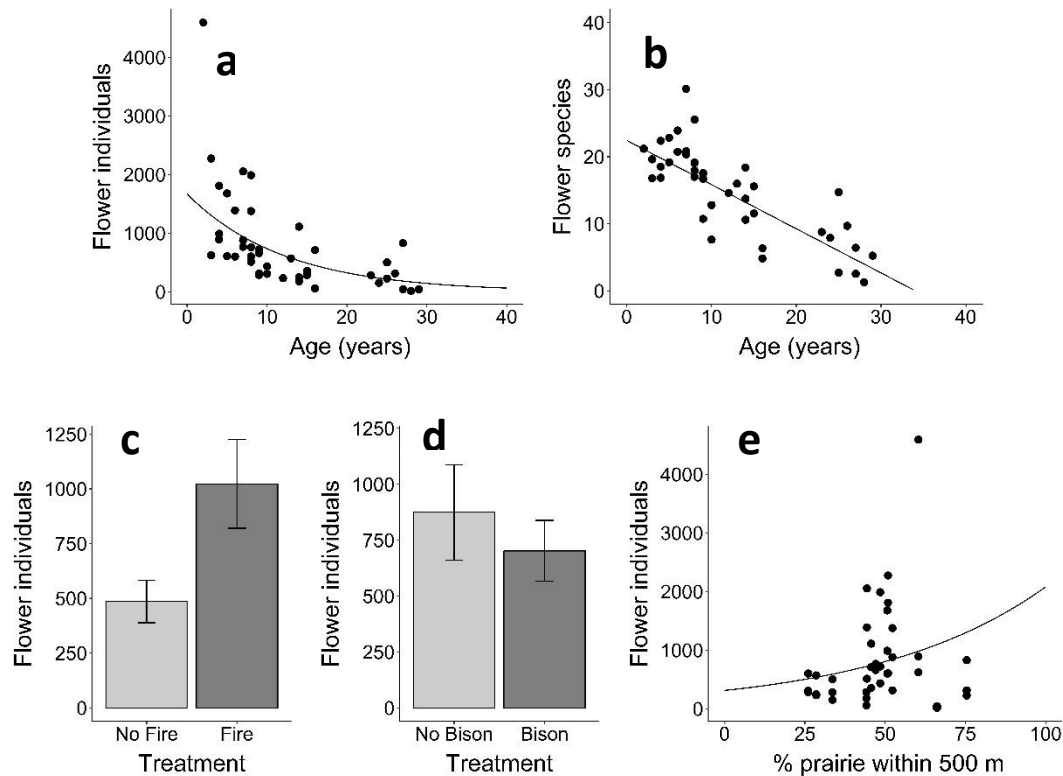 a
Flower individuals
4000
3000
2000
1000
0
0 10 20 30 40
Age (years)
b
Flower species
40
30
20
10
0
0 10 20 30 40
Age (years)
c
Flower individuals
1250
1000
750
500
250
0
No Fire Fire
Treatment
d
Flower individuals
1250
1000
750
500
250
0
No Bison Bison
Treatment
e
Flower individuals
4000
3000
2000
1000
0
0 25 50 75 100
% prairie within 500 m